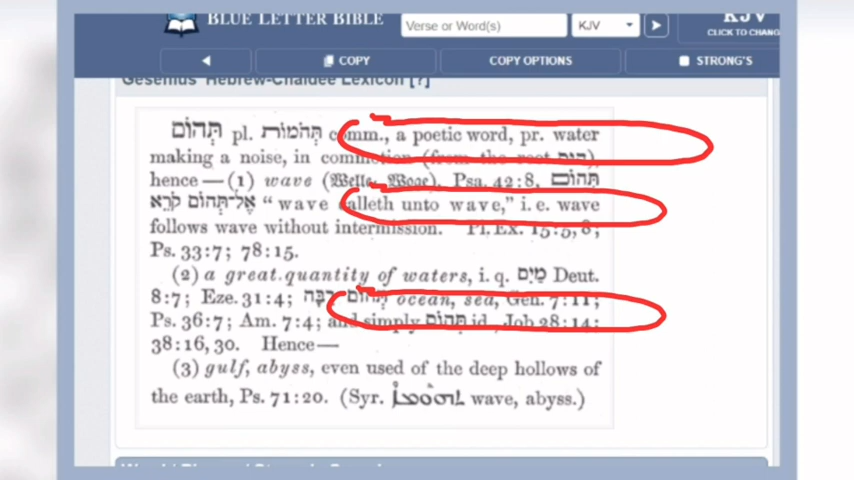 BLUE LETTER BIBLE
Verse or Word(s)
KJV
KJV
CLICK TO CHANG
COPY
COPY OPTIONS
STRONG'S
Gesenius' Hebrew-Chaldee Lexicon [?]
תְּהוֹם pl. תְּהֹמוֹת comm., a poetic word, pr. water
making a noise, in commotion (from the root הוּם),
hence—(1) wave (Welle, Woge). Psa. 42:8, תְּהוֹם
אֶל־תְּהוֹם קֹרֵא “wave calleth unto wave,” i. e. wave
follows wave without intermission. Pl. Ex. 15:5, 8;
Ps. 33:7; 78:15.
(2) a great quantity of waters, i. q. מַיִם Deut.
8:7; Eze. 31:4; תְּהוֹם רַבָּה ocean, sea, Gen. 7:11;
Ps. 36:7; Am. 7:4; and simply תְּהוֹם id., Job 28:14;
38:16, 30. Hence—
(3) gulf, abyss, even used of the deep hollows of
the earth, Ps. 71:20. (Syr. wave, abyss.)